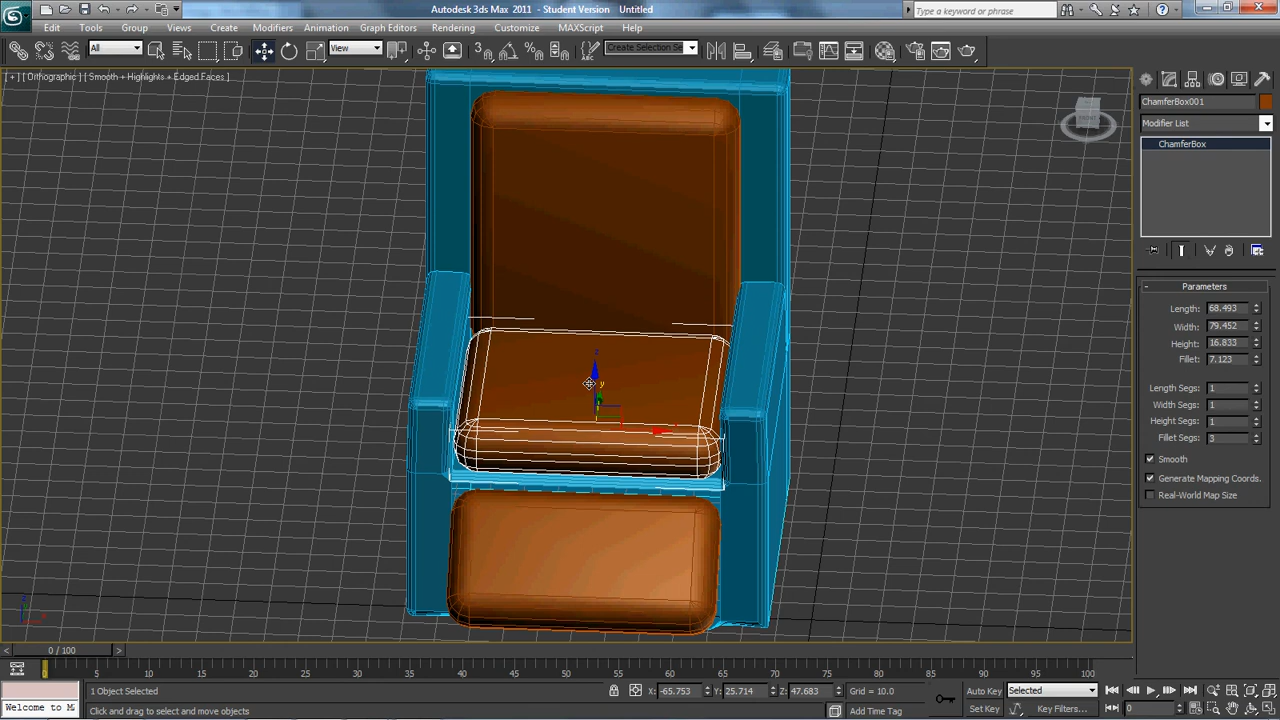 Autodesk 3ds Max 2011 - Student Version Untitled
Type a keyword or phrase
Edit Tools Group Views Create Modifiers Animation Graph Editors Rendering Customize MAXScript Help
All View Create Selection Se
[ + ] [ Orthographic ] [ Smooth + Highlights + Edged Faces ]
ChamferBox001
Modifier List
ChamferBox
- Parameters
Length: 68.493
Width: 79.452
Height: 16.833
Fillet: 7.123
Length Segs: 1
Width Segs: 1
Height Segs: 1
Fillet Segs: 3
Smooth
Generate Mapping Coords.
Real-World Map Size
z
y
< 0 / 100 >
0 5 10 15 20 25 30 35 40 45 50 55 60 65 70 75 80 85 90 95 100
1 Object Selected X: -65.753 Y: 25.714 Z: 47.683 Grid = 10.0 Auto Key Selected
Welcome to M Click and drag to select and move objects Add Time Tag Set Key Key Filters... 0